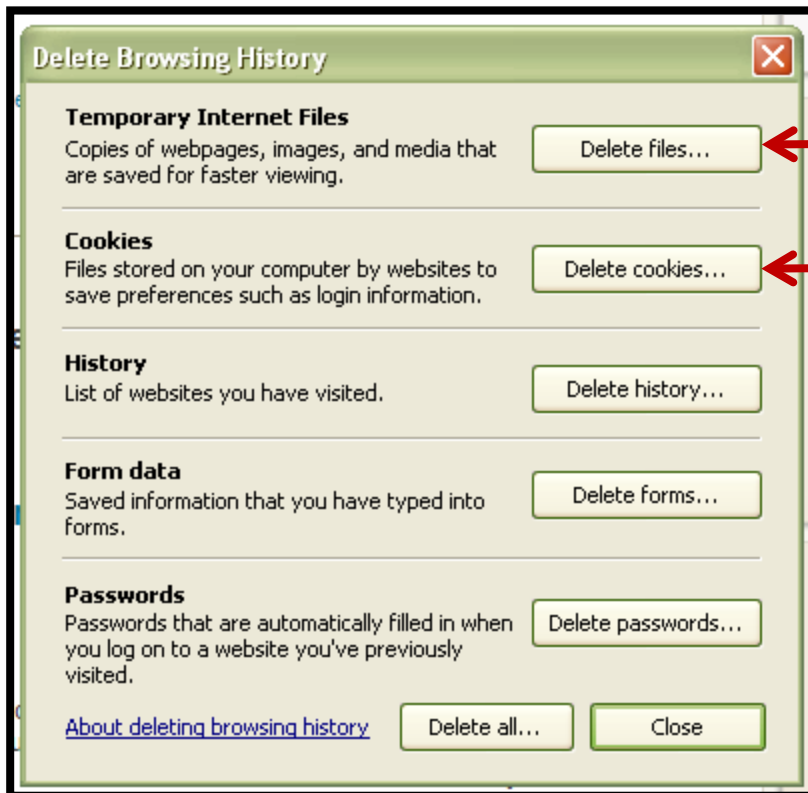 Delete Browsing History
Temporary Internet Files
Copies of webpages, images, and media that
are saved for faster viewing.
Delete files...
Cookies
Files stored on your computer by websites to
save preferences such as login information.
Delete cookies...
History
List of websites you have visited.
Delete history...
Form data
Saved information that you have typed into
forms.
Delete forms...
Passwords
Passwords that are automatically filled in when
you log on to a website you've previously
visited.
Delete passwords...
About deleting browsing history
Delete all...
Close